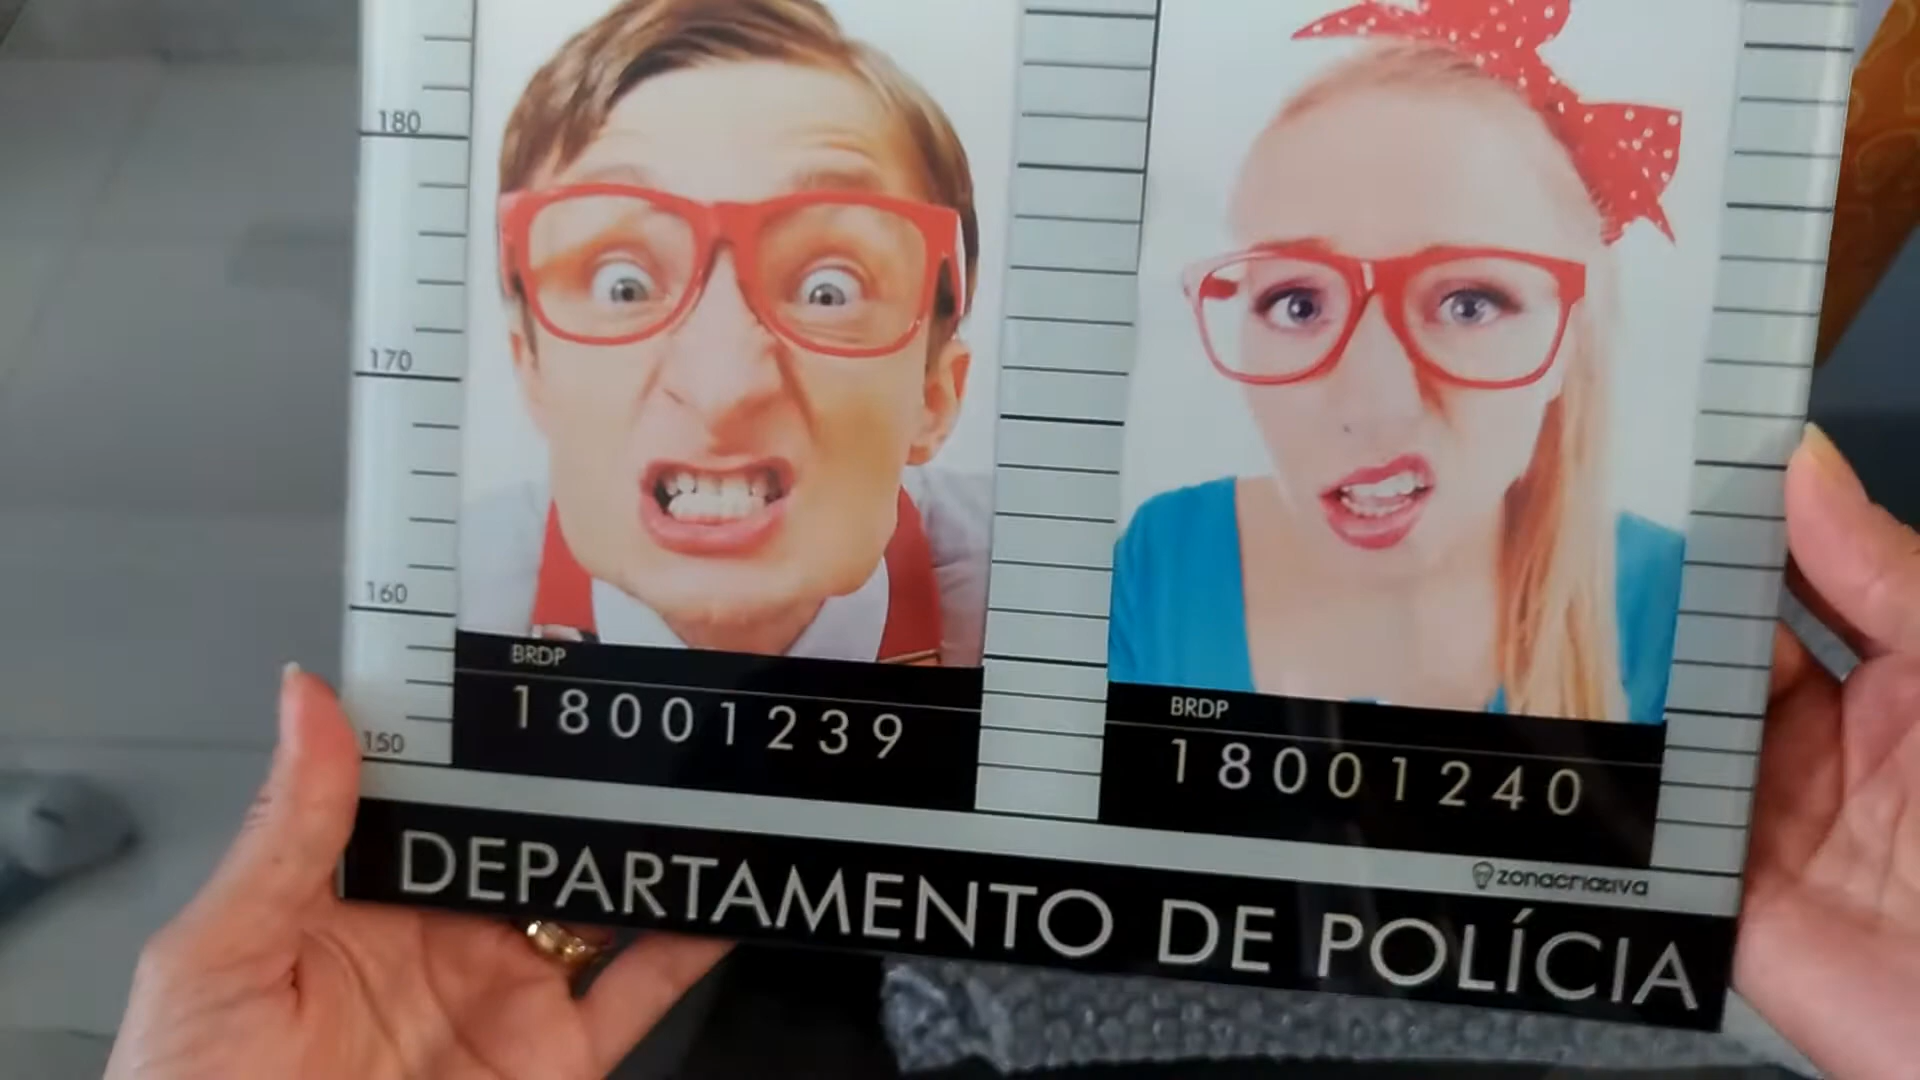 180
170
160
150
BRDP
18001239
BRDP
18001240
zonacriativa
DEPARTAMENTO DE POLÍCIA